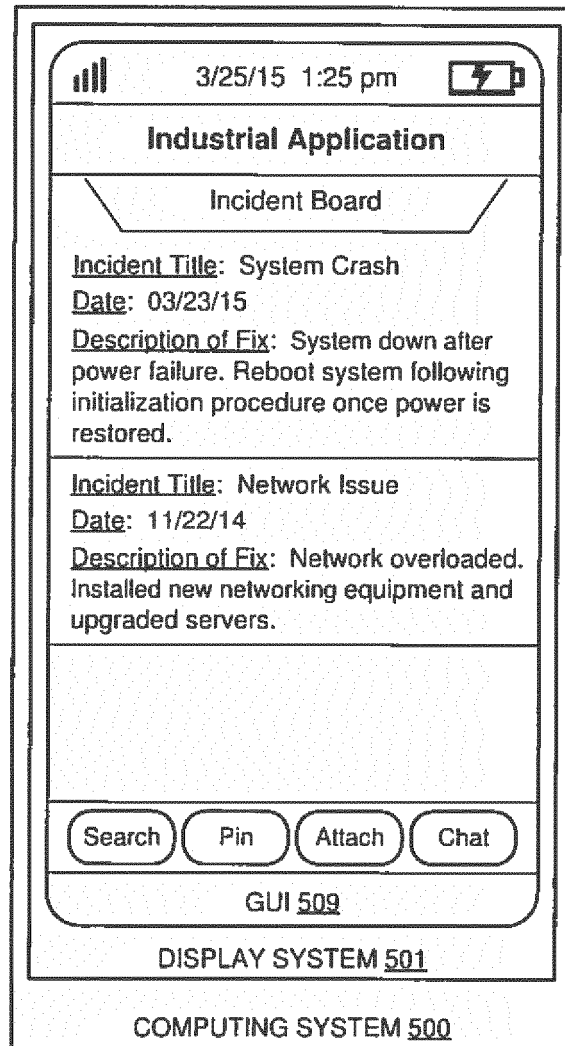 3/25/15 1:25 pm
Industrial Application
Incident Board
Incident Title: System Crash
Date: 03/23/15
Description of Fix: System down after
power failure. Reboot system following
initialization procedure once power is
restored.
Incident Title: Network Issue
Date: 11/22/14
Description of Fix: Network overloaded.
Installed new networking equipment and
upgraded servers.
Search Pin Attach Chat
GUI 509
DISPLAY SYSTEM 501
COMPUTING SYSTEM 500